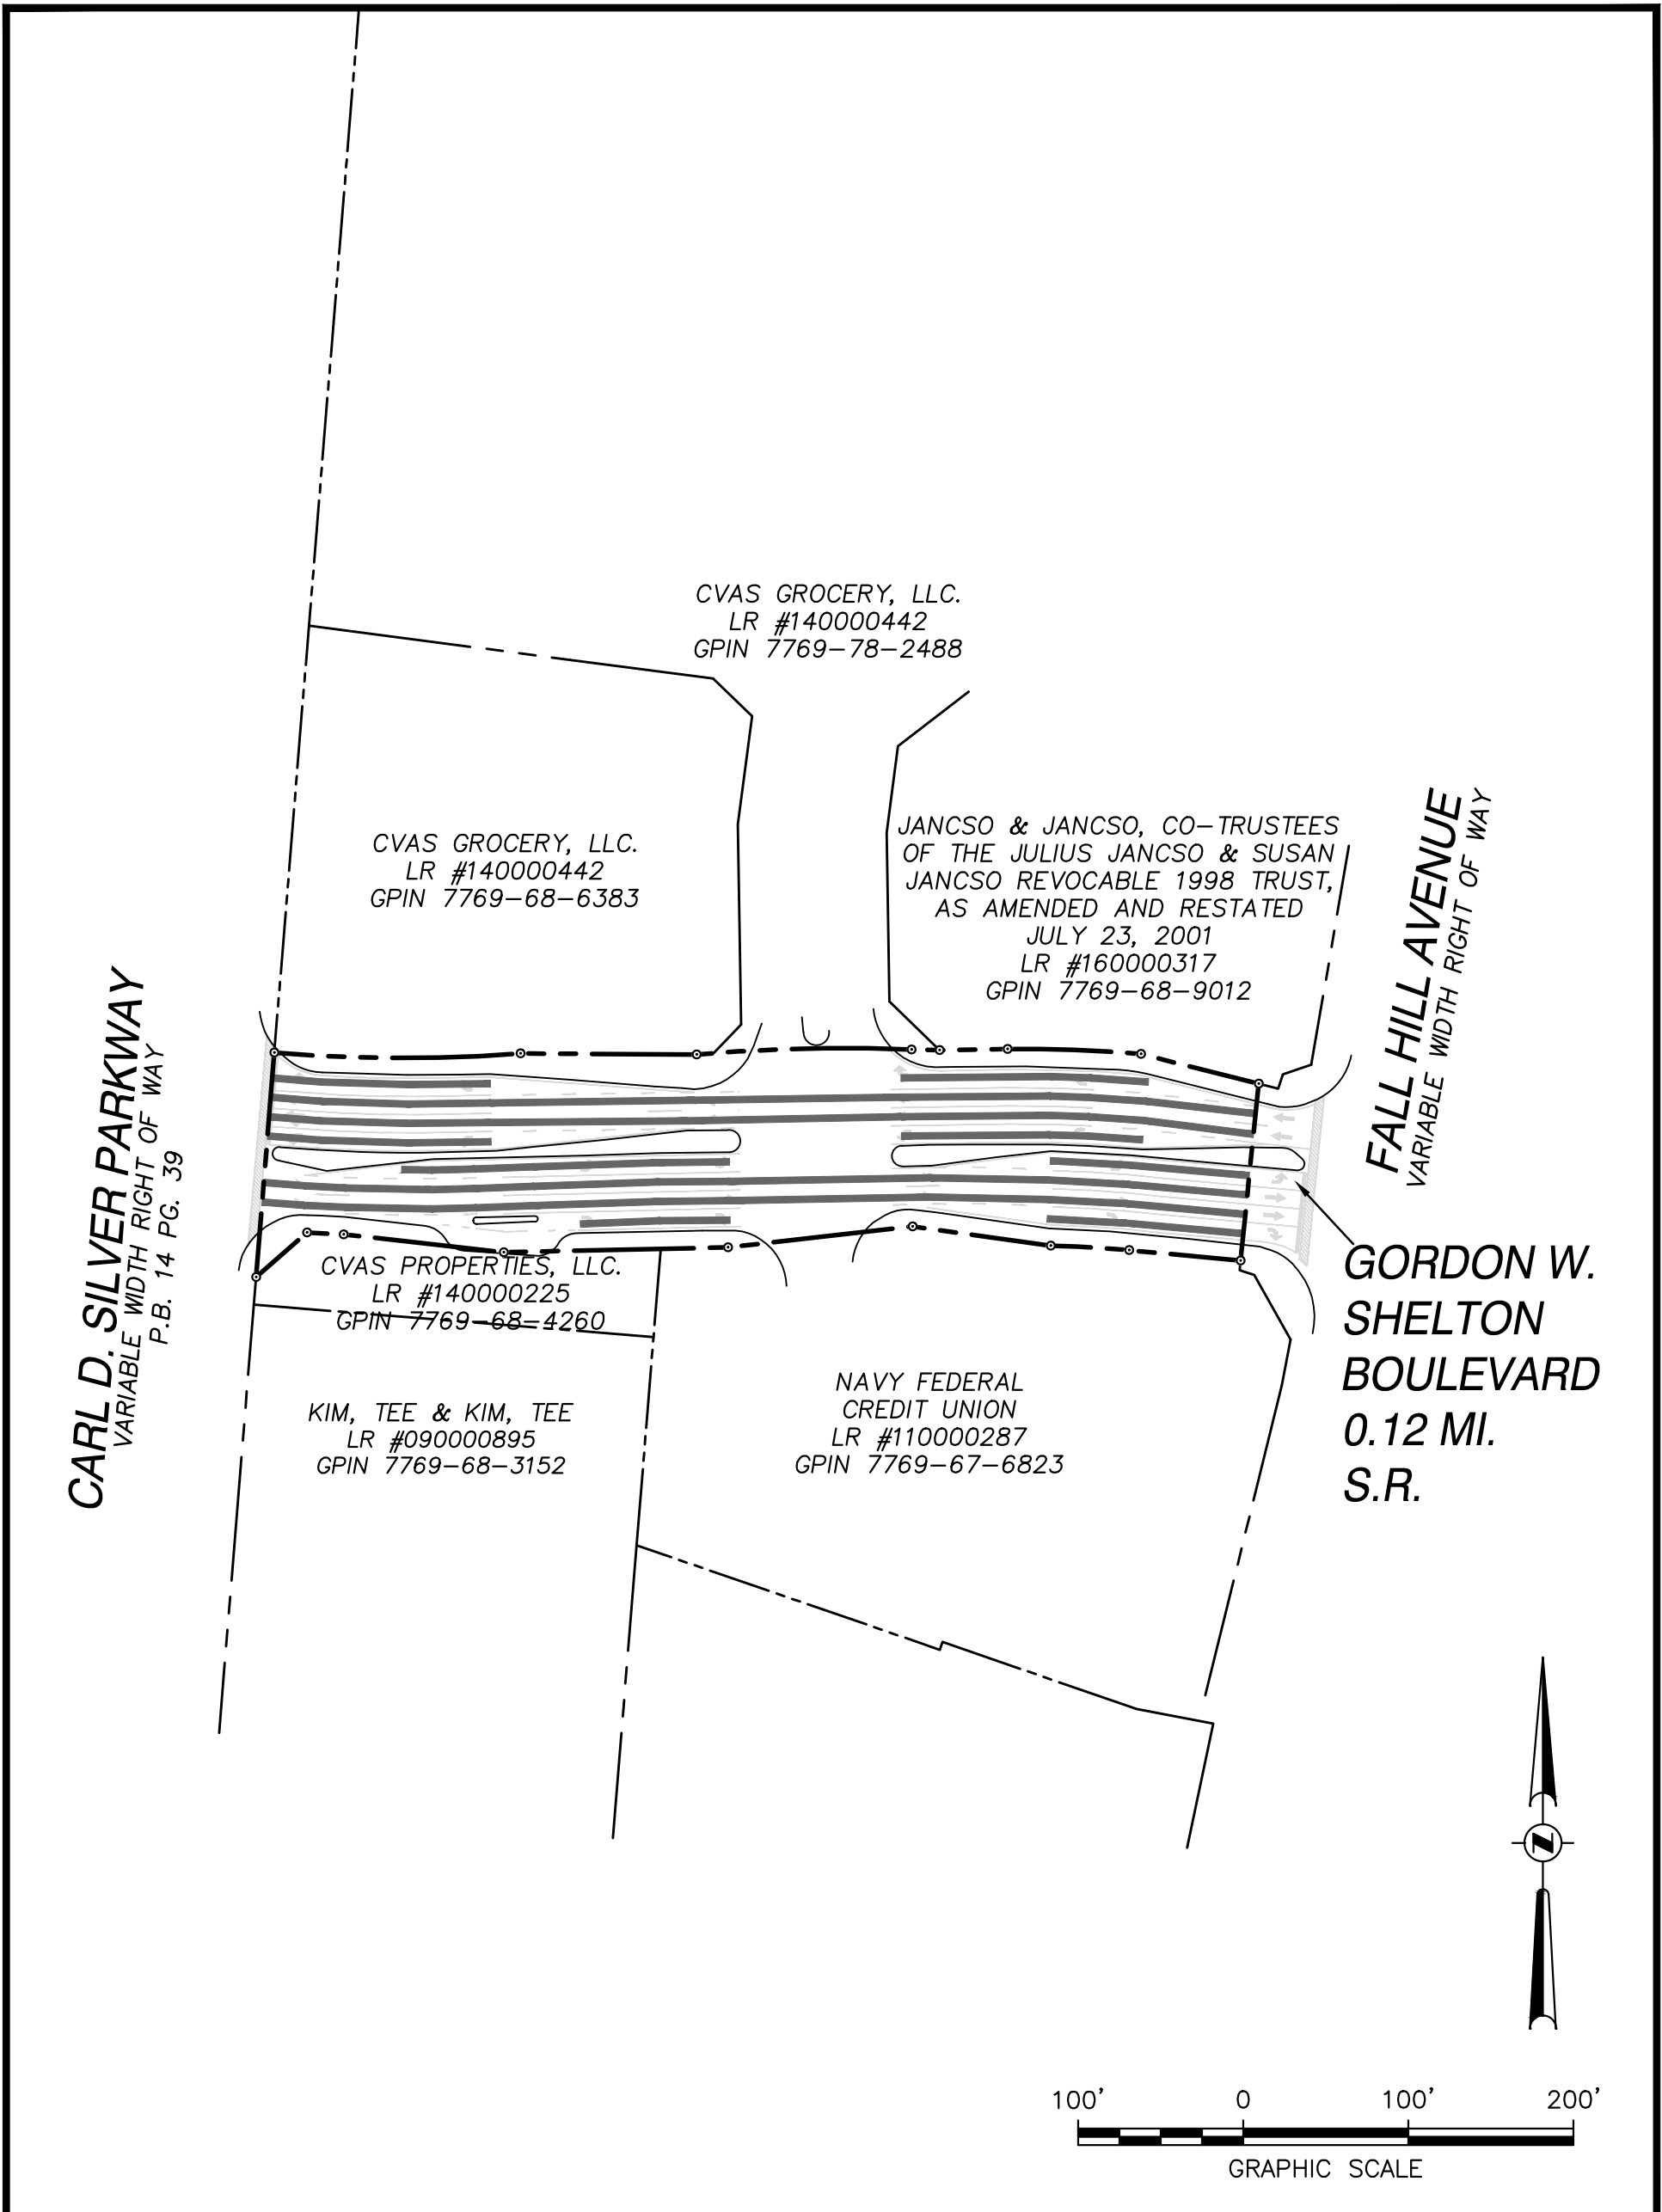 CVAS GROCERY, LLC.
LR #140000442
GPIN 7769-78-2488
CVAS GROCERY, LLC.
LR #140000442
GPIN 7769-68-6383
JANCSO & JANCSO, CO-TRUSTEES
OF THE JULIUS JANCSO & SUSAN
JANCSO REVOCABLE 1998 TRUST,
AS AMENDED AND RESTATED
JULY 23, 2001
LR #160000317
GPIN 7769-68-9012
FALL HILL AVENUE
VARIABLE WIDTH RIGHT OF WAY
CARL D. SILVER PARKWAY
VARIABLE WIDTH RIGHT OF WAY
P.B. 14 PG. 39
CVAS PROPERTIES, LLC.
LR #140000225
GPIN 7769-68-4260
GORDON W.
SHELTON
BOULEVARD
0.12 MI.
S.R.
KIM, TEE & KIM, TEE
LR #090000895
GPIN 7769-68-3152
NAVY FEDERAL
CREDIT UNION
LR #110000287
GPIN 7769-67-6823
Z
100' 0 100' 200'
GRAPHIC SCALE